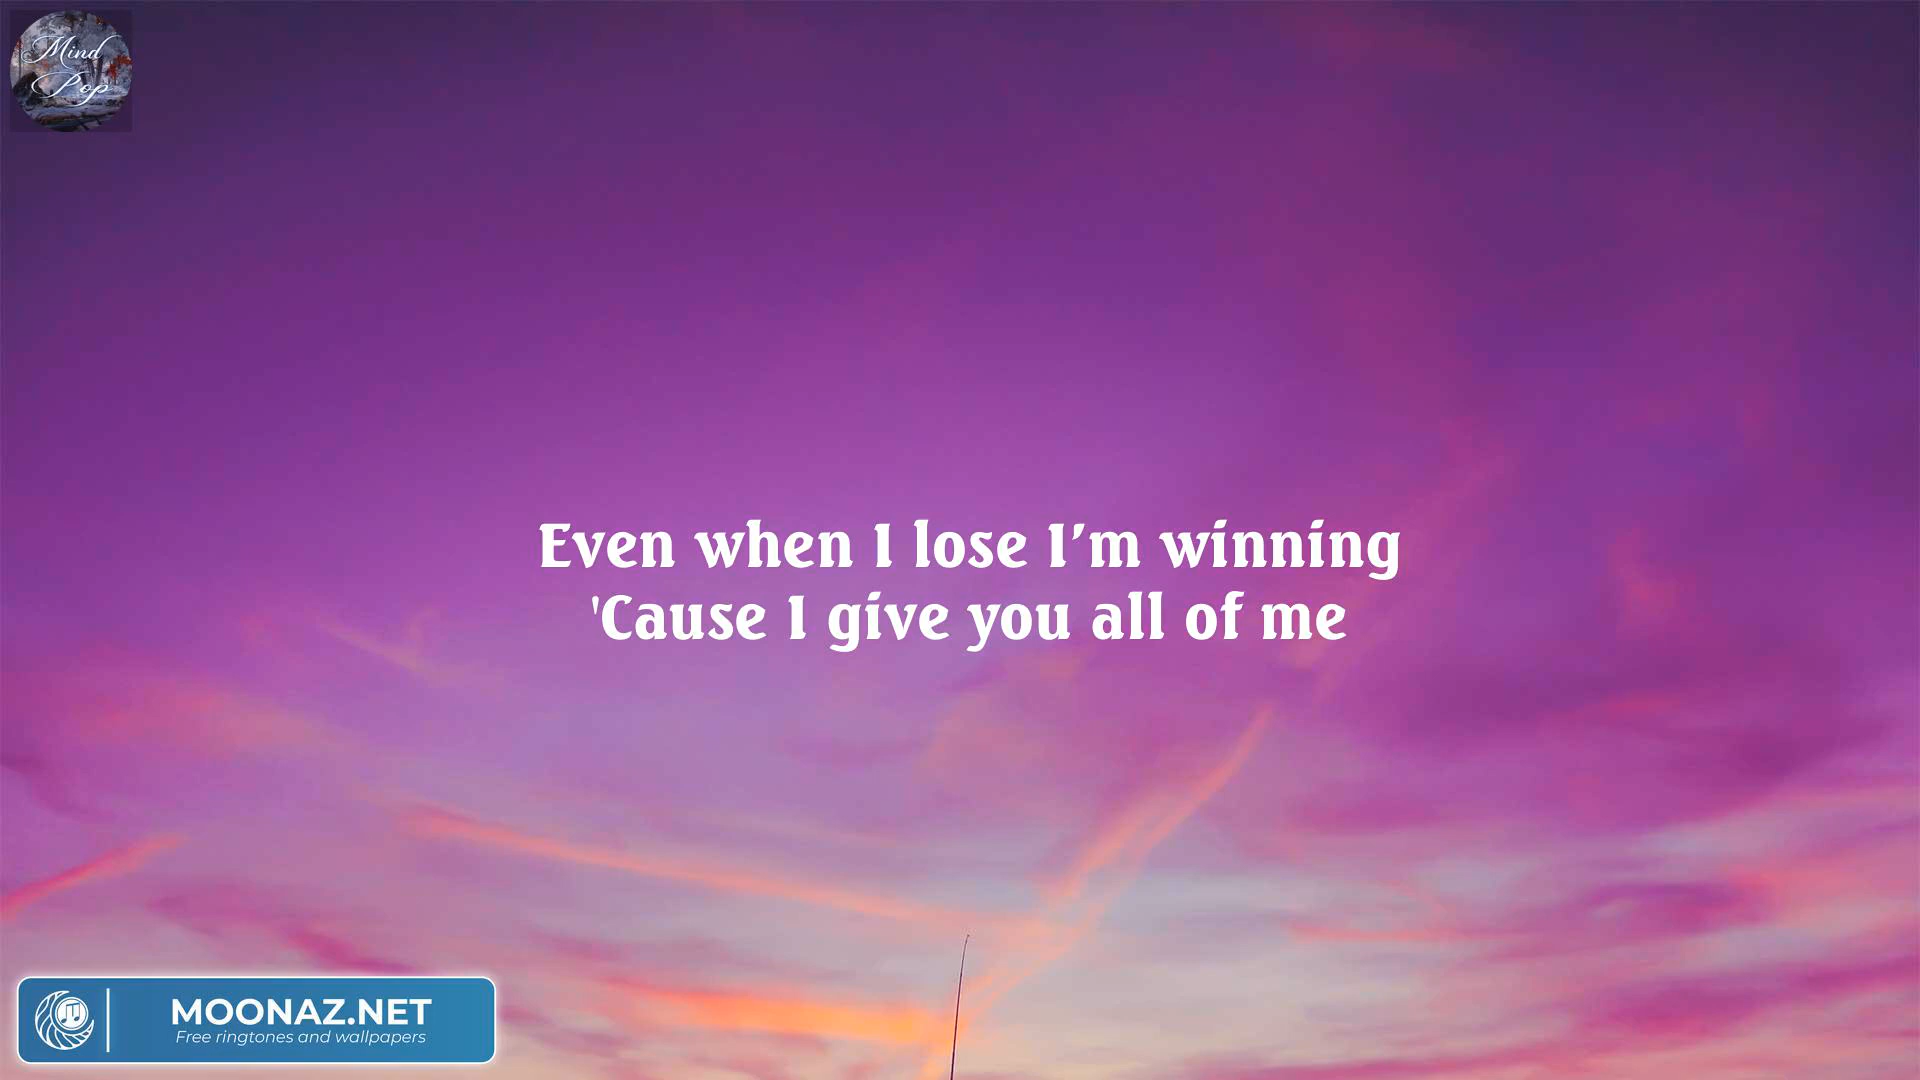 Mind
Pop
Even when I lose I’m winning
'Cause I give you all of me
MOONAZ.NET
Free ringtones and wallpapers